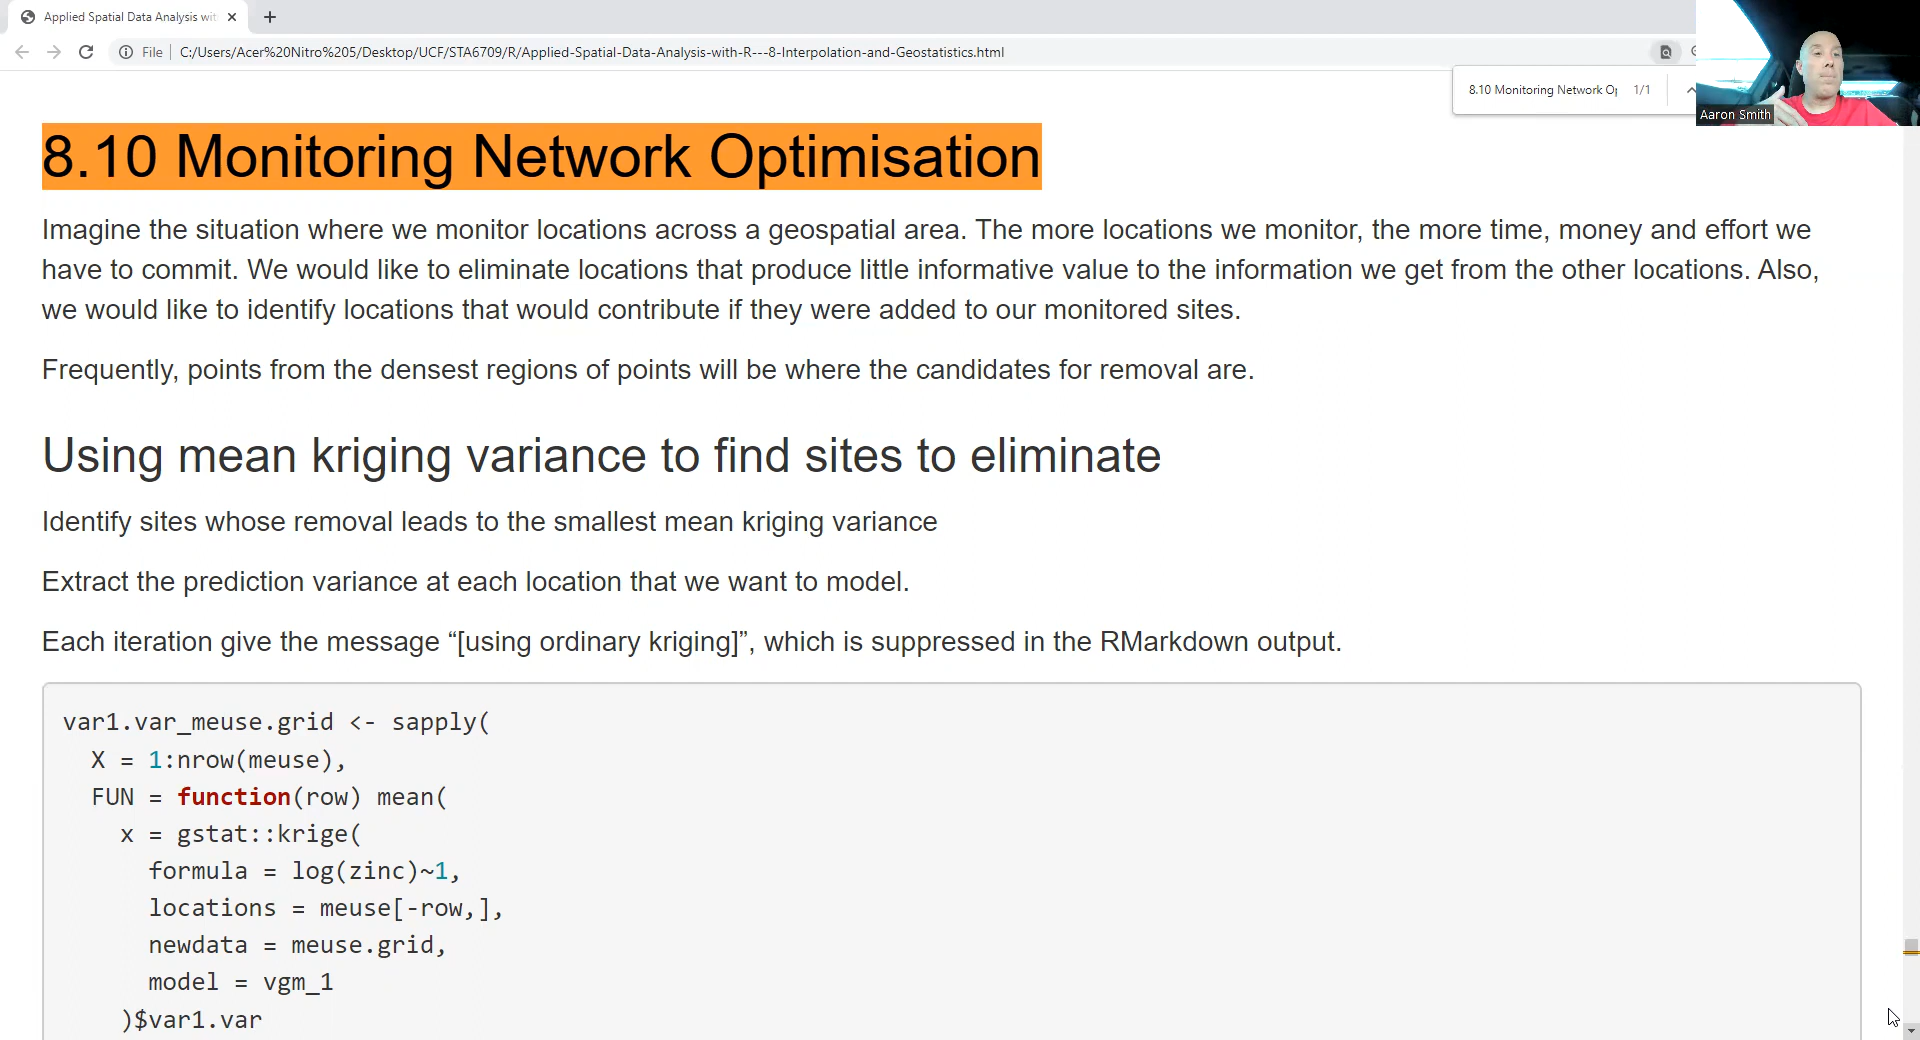 Applied Spatial Data Analysis wit
File C:/Users/Acer%20Nitro%205/Desktop/UCF/STA6709/R/Applied-Spatial-Data-Analysis-with-R---8-Interpolation-and-Geostatistics.html
8.10 Monitoring Network Op 1/1
Aaron Smith
8.10 Monitoring Network Optimisation
Imagine the situation where we monitor locations across a geospatial area. The more locations we monitor, the more time, money and effort we
have to commit. We would like to eliminate locations that produce little informative value to the information we get from the other locations. Also,
we would like to identify locations that would contribute if they were added to our monitored sites.
Frequently, points from the densest regions of points will be where the candidates for removal are.
Using mean kriging variance to find sites to eliminate
Identify sites whose removal leads to the smallest mean kriging variance
Extract the prediction variance at each location that we want to model.
Each iteration give the message “[using ordinary kriging]”, which is suppressed in the RMarkdown output.
var1.var_meuse.grid <- sapply(
X = 1:nrow(meuse),
FUN = function(row) mean(
x = gstat::krige(
formula = log(zinc)~1,
locations = meuse[-row,],
newdata = meuse.grid,
model = vgm_1
)$var1.var